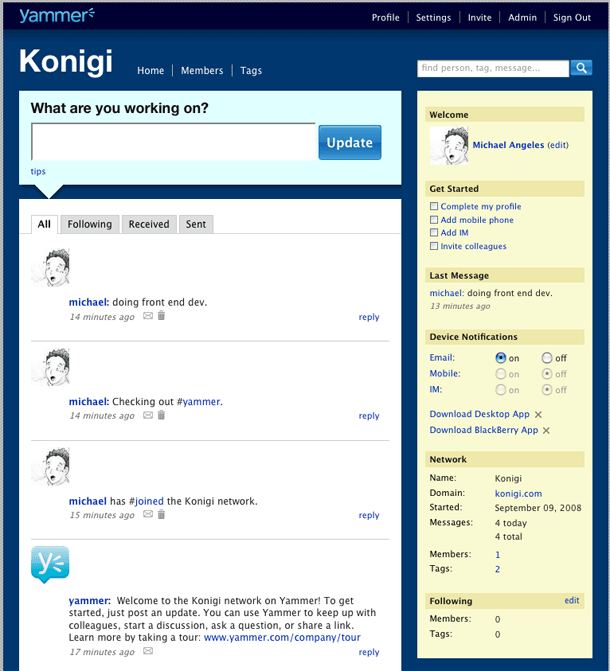 yammer
Profile Settings Invite Admin Sign Out
Konigi
Home Members Tags
find person, tag, message...
What are you working on?
Update
tips
All Following Received Sent
michael: doing front end dev.
14 minutes ago
reply
michael: Checking out #yammer.
14 minutes ago
reply
michael has #joined the Konigi network.
15 minutes ago
reply
yammer: Welcome to the Konigi network on Yammer! To get
started, just post an update. You can use Yammer to keep up with
colleagues, start a discussion, ask a question, or share a link.
Learn more by taking a tour: www.yammer.com/company/tour
17 minutes ago
reply
Welcome
Michael Angeles (edit)
Get Started
Complete my profile
Add mobile phone
Add IM
Invite colleagues
Last Message
michael: doing front end dev.
13 minutes ago
Device Notifications
Email: on off
Mobile: on off
IM: on off
Download Desktop App
Download BlackBerry App
Network
Name: Konigi
Domain: konigi.com
Started: September 09, 2008
Messages: 4 today
4 total
Members: 1
Tags: 2
Following edit
Members: 0
Tags: 0